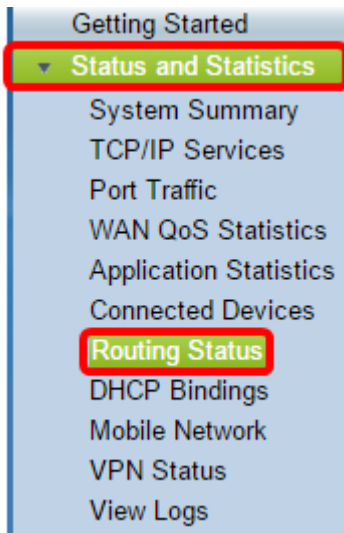 Getting Started
Status and Statistics
System Summary
TCP/IP Services
Port Traffic
WAN QoS Statistics
Application Statistics
Connected Devices
Routing Status
DHCP Bindings
Mobile Network
VPN Status
View Logs